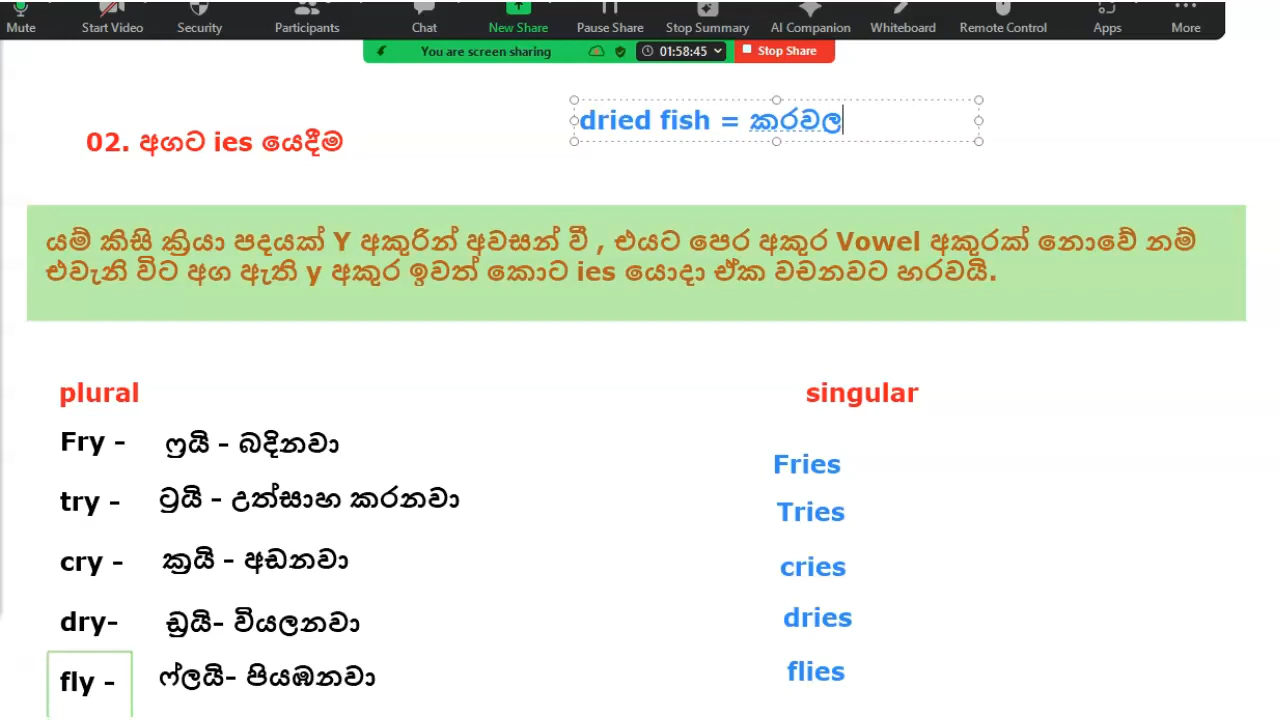 Mute Start Video Security Participants Chat New Share Pause Share Stop Summary AI Companion Whiteboard Remote Control Apps More
You are screen sharing 01:58:45 Stop Share
dried fish = කරවල
02. අගට ies යෙදීම
යම් කිසි ක්‍රියා පදයක් Y අකුරින් අවසන් වී , එයට පෙර අකුර Vowel අකුරක් නොවේ නම්
එවැනි විට අග ඇති y අකුර ඉවත් කොට ies යොදා ඒක වචනවට හරවයි.
plural singular
Fry - ෆ්‍රයි - බදිනවා
Fries
try - ට්‍රයි - උත්සාහ කරනවා
Tries
cry - ක්‍රයි - අඩනවා
cries
dry- ඩ්‍රයි- වියලනවා
dries
fly - ෆ්ලයි- පියඹනවා
flies